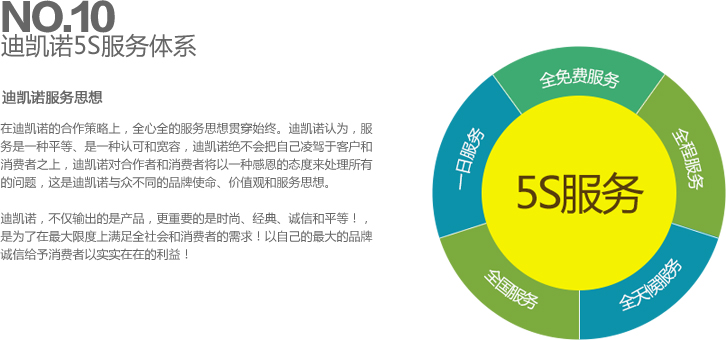 NO.10
迪凯诺5S服务体系
迪凯诺服务思想
在迪凯诺的合作策略上，全心全的服务思想贯穿始终。迪凯诺认为，服
务是一种平等、是一种认可和宽容，迪凯诺绝不会把自己凌驾于客户和
消费者之上，迪凯诺对合作者和消费者将以一种感恩的态度来处理所有
的问题，这是迪凯诺与众不同的品牌使命、价值观和服务思想。
迪凯诺，不仅输出的是产品，更重要的是时尚、经典、诚信和平等！，
是为了在最大限度上满足全社会和消费者的需求！以自己的最大的品牌
诚信给予消费者以实实在在的利益！
全免费服务
全程服务
全天候服务
全国服务
一日服务
5S服务